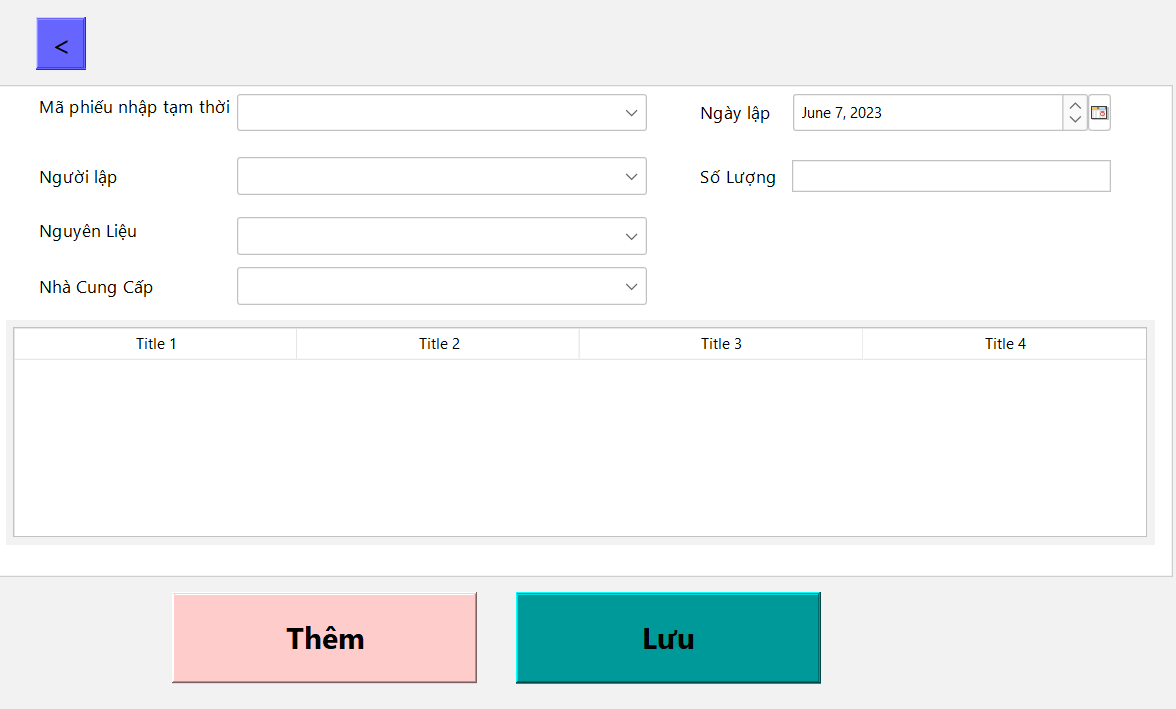 <
Mã phiếu nhập tạm thời
Ngày lập
June 7, 2023
Người lập
Số Lượng
Nguyên Liệu
Nhà Cung Cấp
Title 1 Title 2 Title 3 Title 4
Thêm Lưu